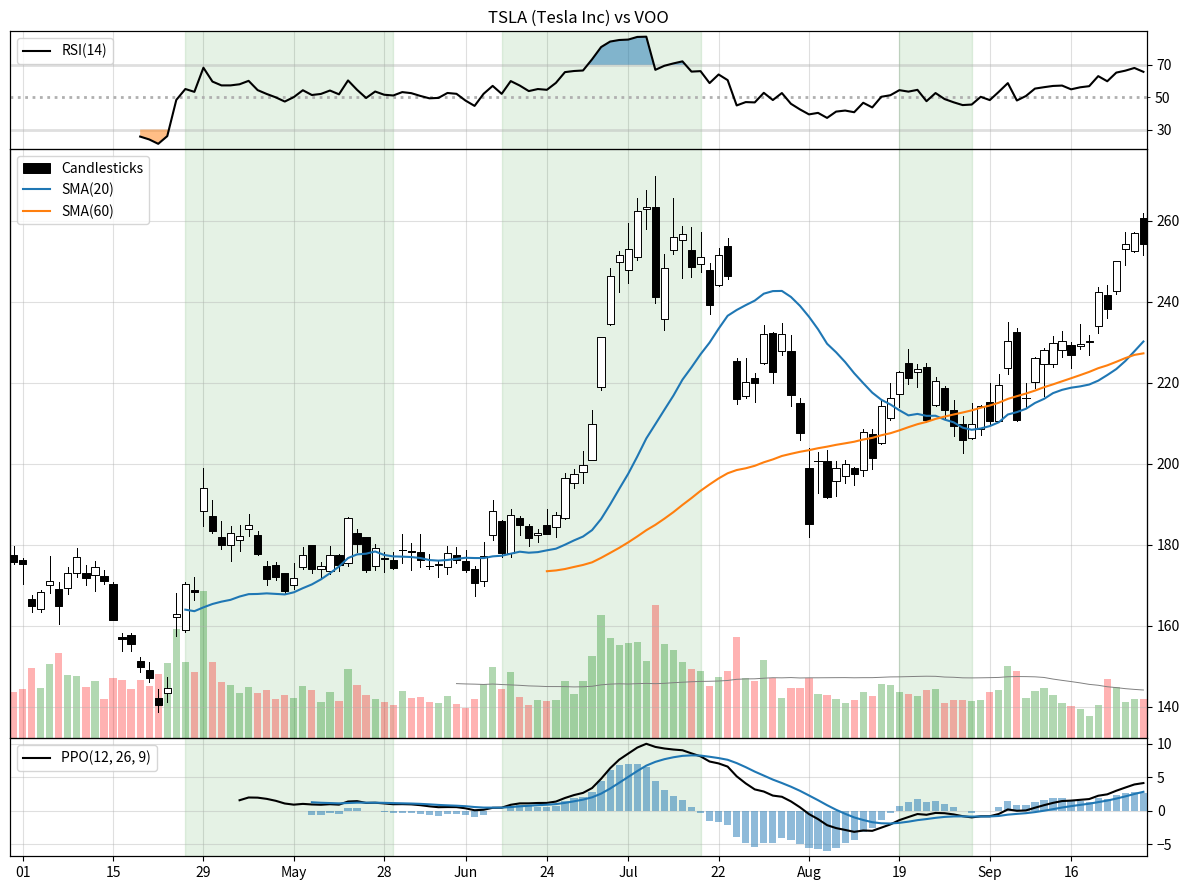 TSLA (Tesla Inc) vs VOO
RSI(14)
70
50
30
Candlesticks
SMA(20)
SMA(60)
260
240
220
200
180
160
140
PPO(12, 26, 9)
10
5
0
−5
01 15 29 May 28 Jun 24 Jul 22 Aug 19 Sep 16